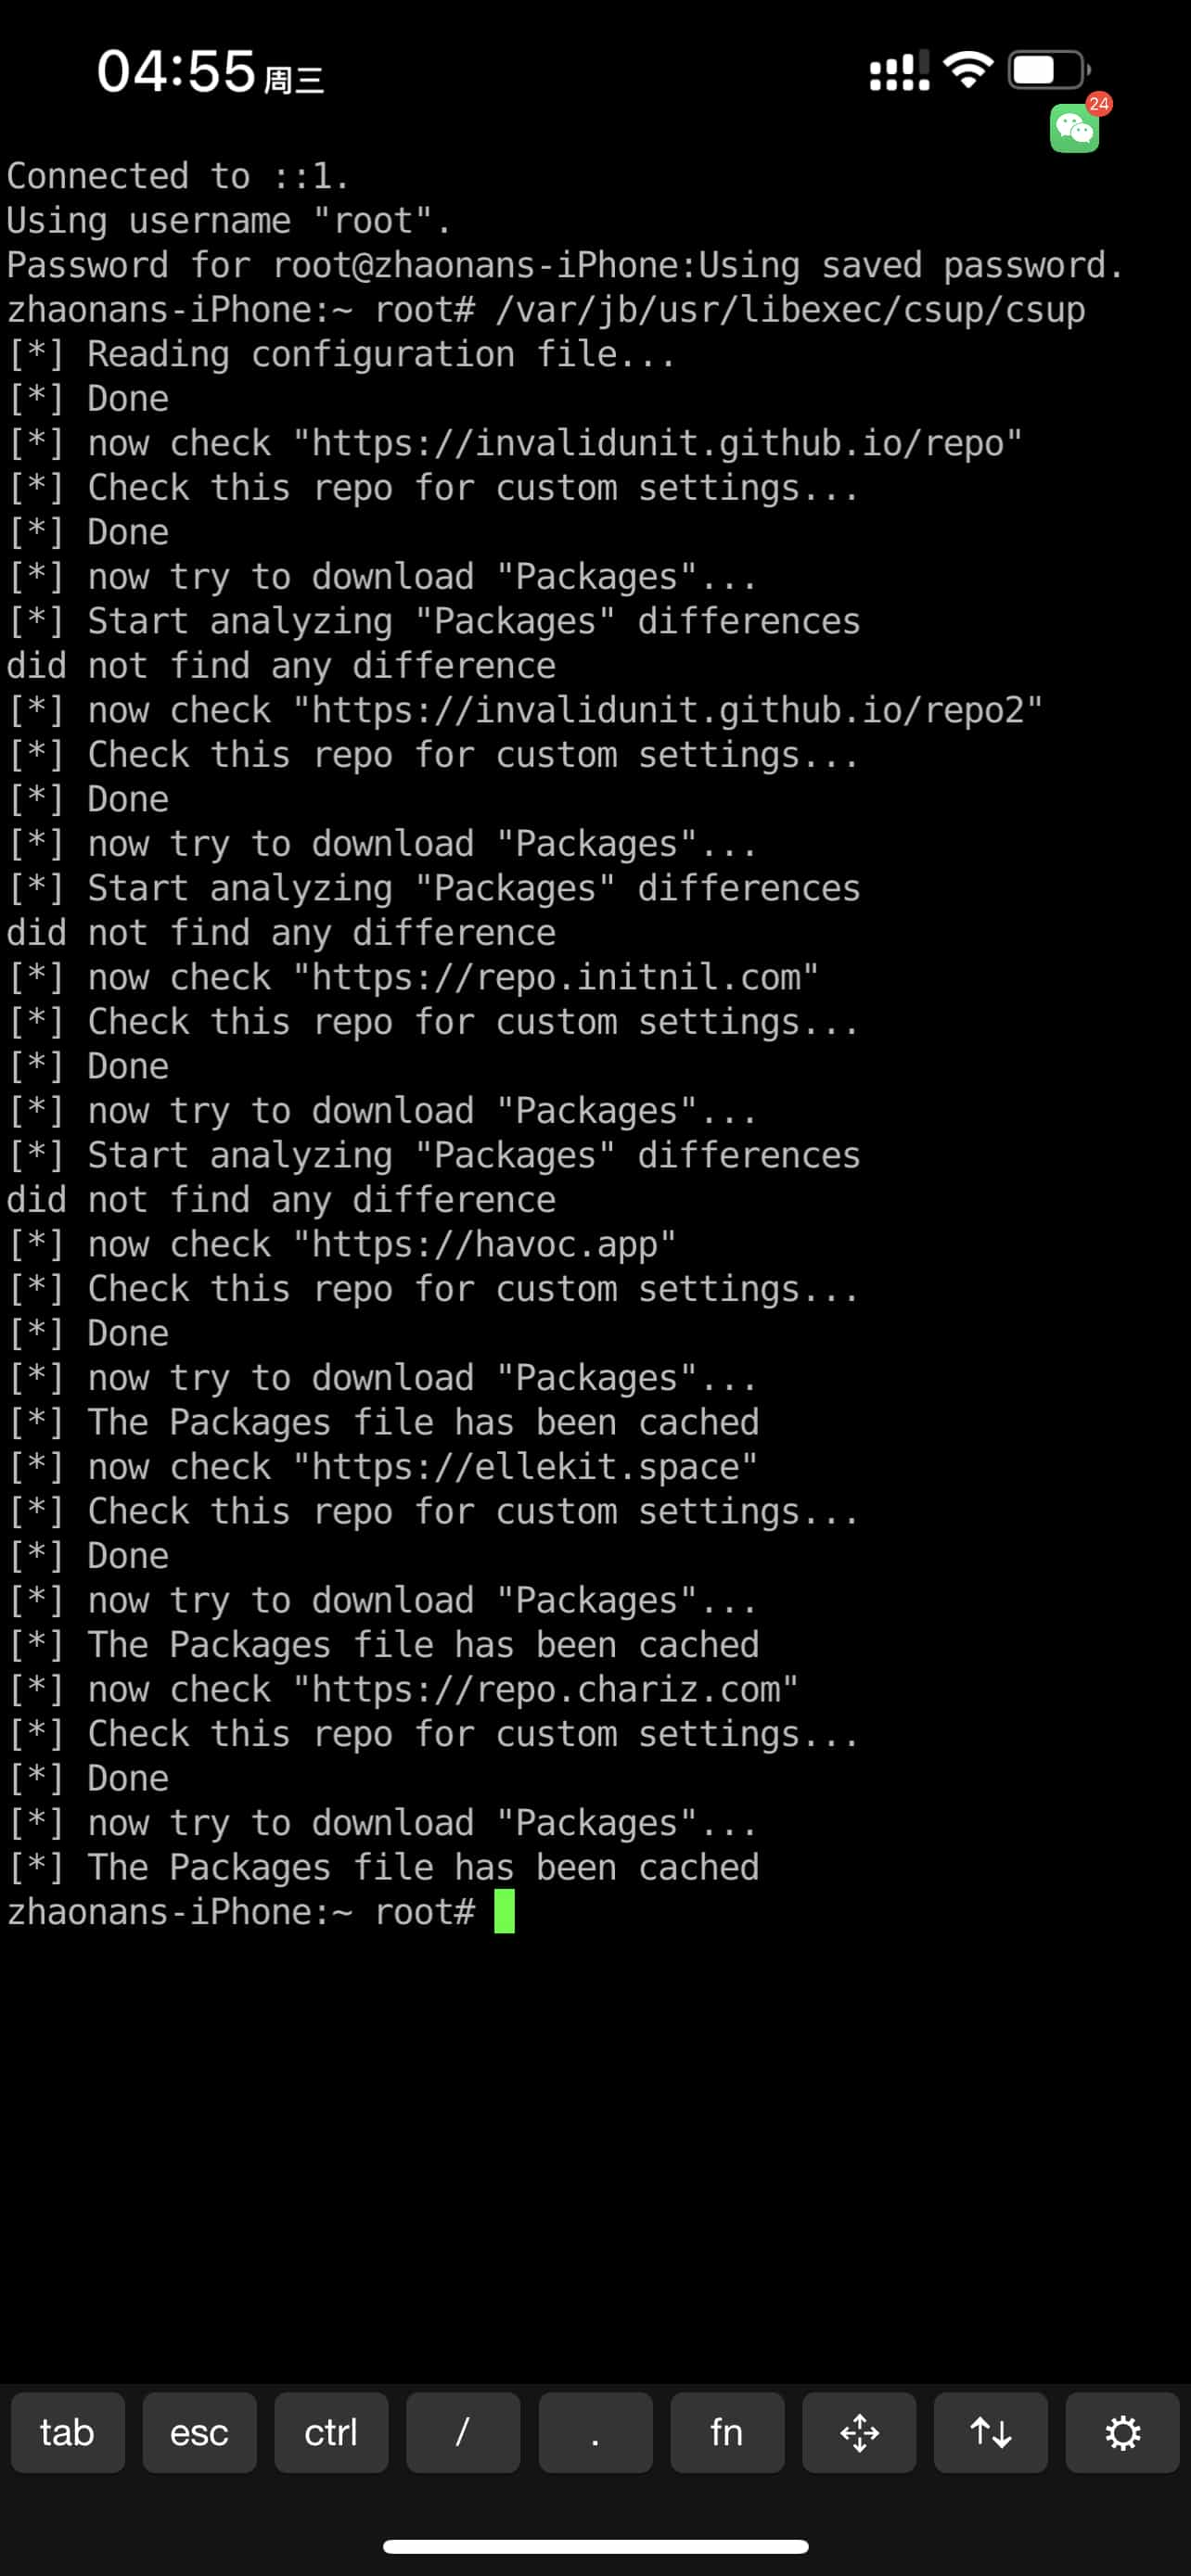 04:55 周三
24
Connected to ::1.
Using username "root".
Password for root@zhaonans-iPhone:Using saved password.
zhaonans-iPhone:~ root# /var/jb/usr/libexec/csup/csup
[*] Reading configuration file...
[*] Done
[*] now check "https://invalidunit.github.io/repo"
[*] Check this repo for custom settings...
[*] Done
[*] now try to download "Packages"...
[*] Start analyzing "Packages" differences
did not find any difference
[*] now check "https://invalidunit.github.io/repo2"
[*] Check this repo for custom settings...
[*] Done
[*] now try to download "Packages"...
[*] Start analyzing "Packages" differences
did not find any difference
[*] now check "https://repo.initnil.com"
[*] Check this repo for custom settings...
[*] Done
[*] now try to download "Packages"...
[*] Start analyzing "Packages" differences
did not find any difference
[*] now check "https://havoc.app"
[*] Check this repo for custom settings...
[*] Done
[*] now try to download "Packages"...
[*] The Packages file has been cached
[*] now check "https://ellekit.space"
[*] Check this repo for custom settings...
[*] Done
[*] now try to download "Packages"...
[*] The Packages file has been cached
[*] now check "https://repo.chariz.com"
[*] Check this repo for custom settings...
[*] Done
[*] now try to download "Packages"...
[*] The Packages file has been cached
zhaonans-iPhone:~ root#
tab esc ctrl / . fn